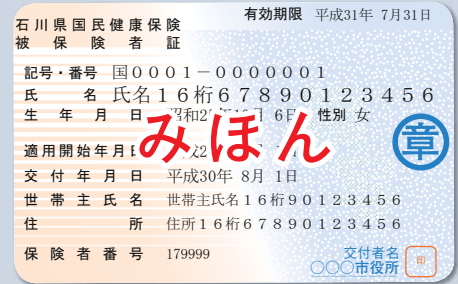 有効期限 平成31年 7月31日
石川県国民健康保険
被保険者証
記号・番号 国0001－0000001
氏名 氏名16桁67890123456
生年月日 昭和2 6日 性別 女
みほん
章
適用開始年月日
交付年月日 平成30年 8月 1日
世帯主氏名 世帯主氏名16桁90123456
住所 住所16桁67890123456
保険者番号 179999
交付者名
○○○市役所
印